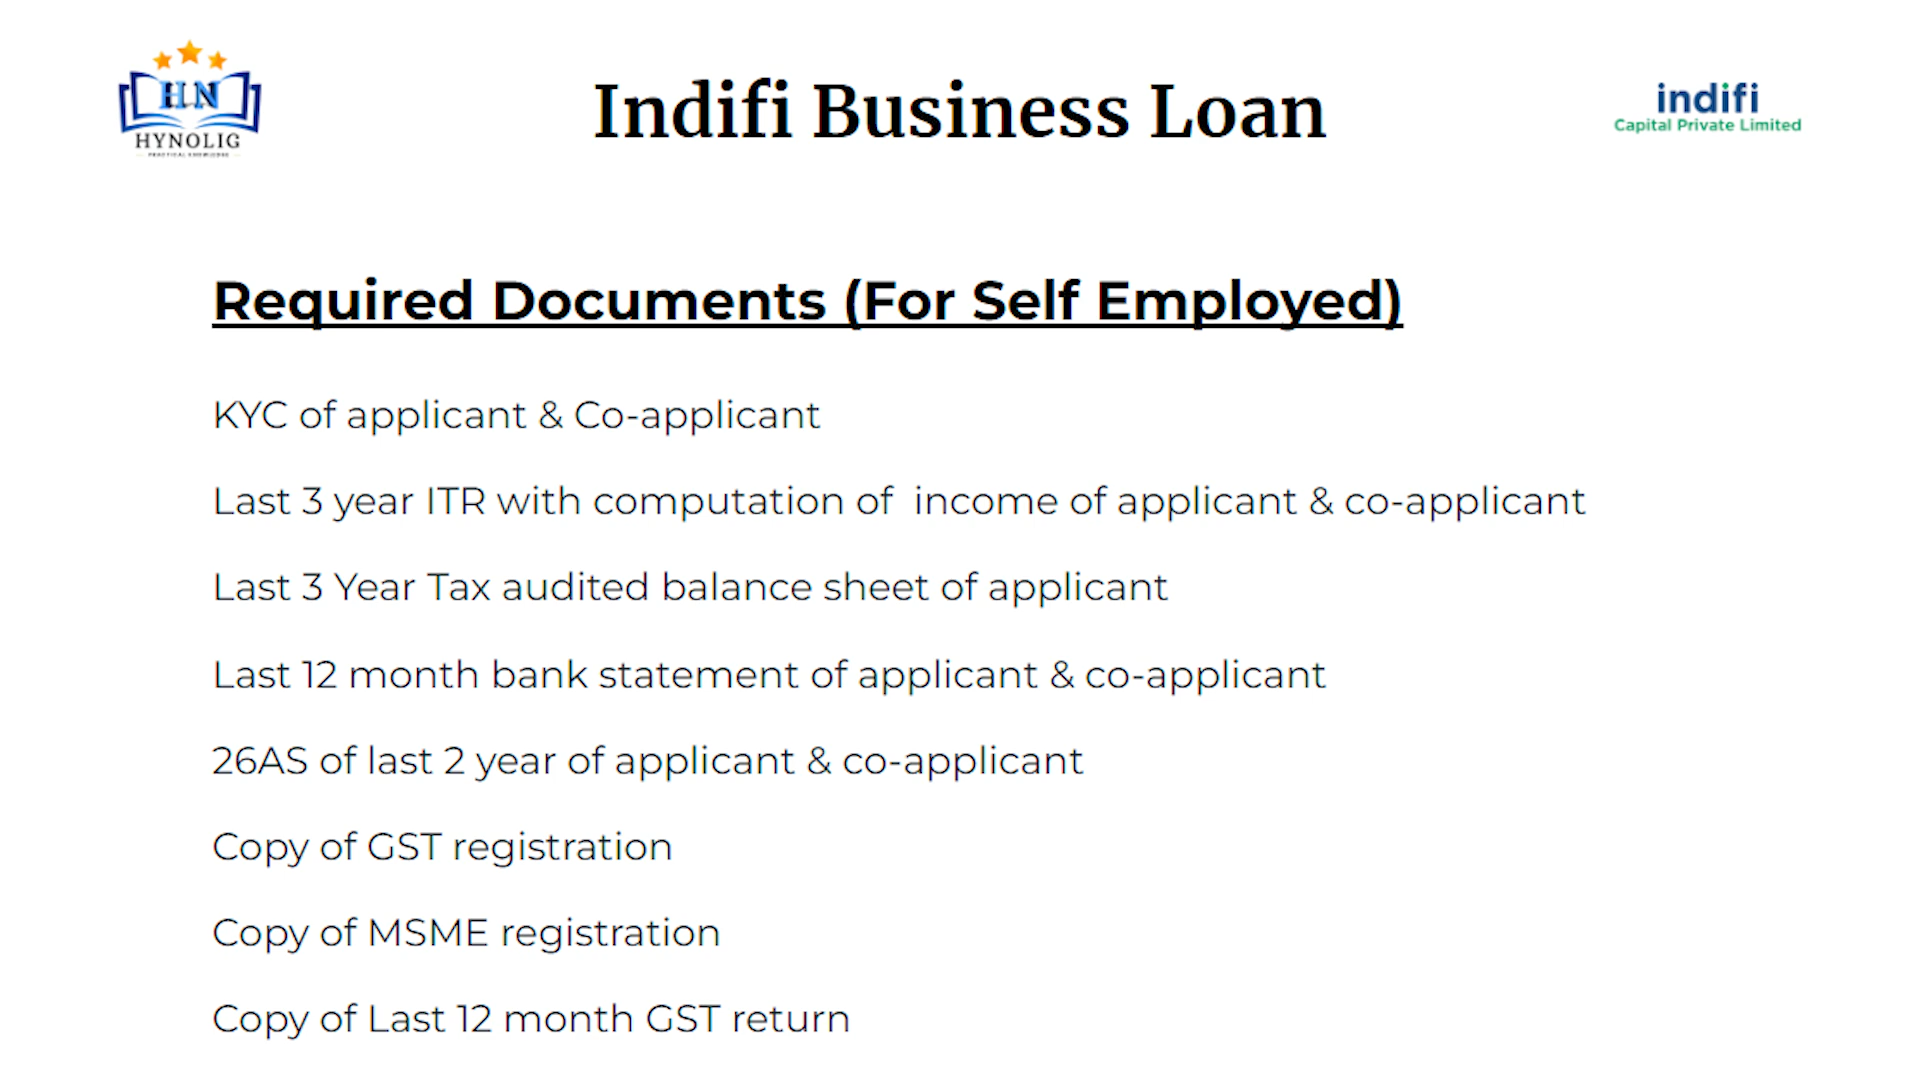 HN
HYNOLIG
PRACTICAL KNOWLEDGE
Indifi Business Loan
indifi
Capital Private Limited
Required Documents (For Self Employed)
KYC of applicant & Co-applicant
Last 3 year ITR with computation of  income of applicant & co-applicant
Last 3 Year Tax audited balance sheet of applicant
Last 12 month bank statement of applicant & co-applicant
26AS of last 2 year of applicant & co-applicant
Copy of GST registration
Copy of MSME registration
Copy of Last 12 month GST return